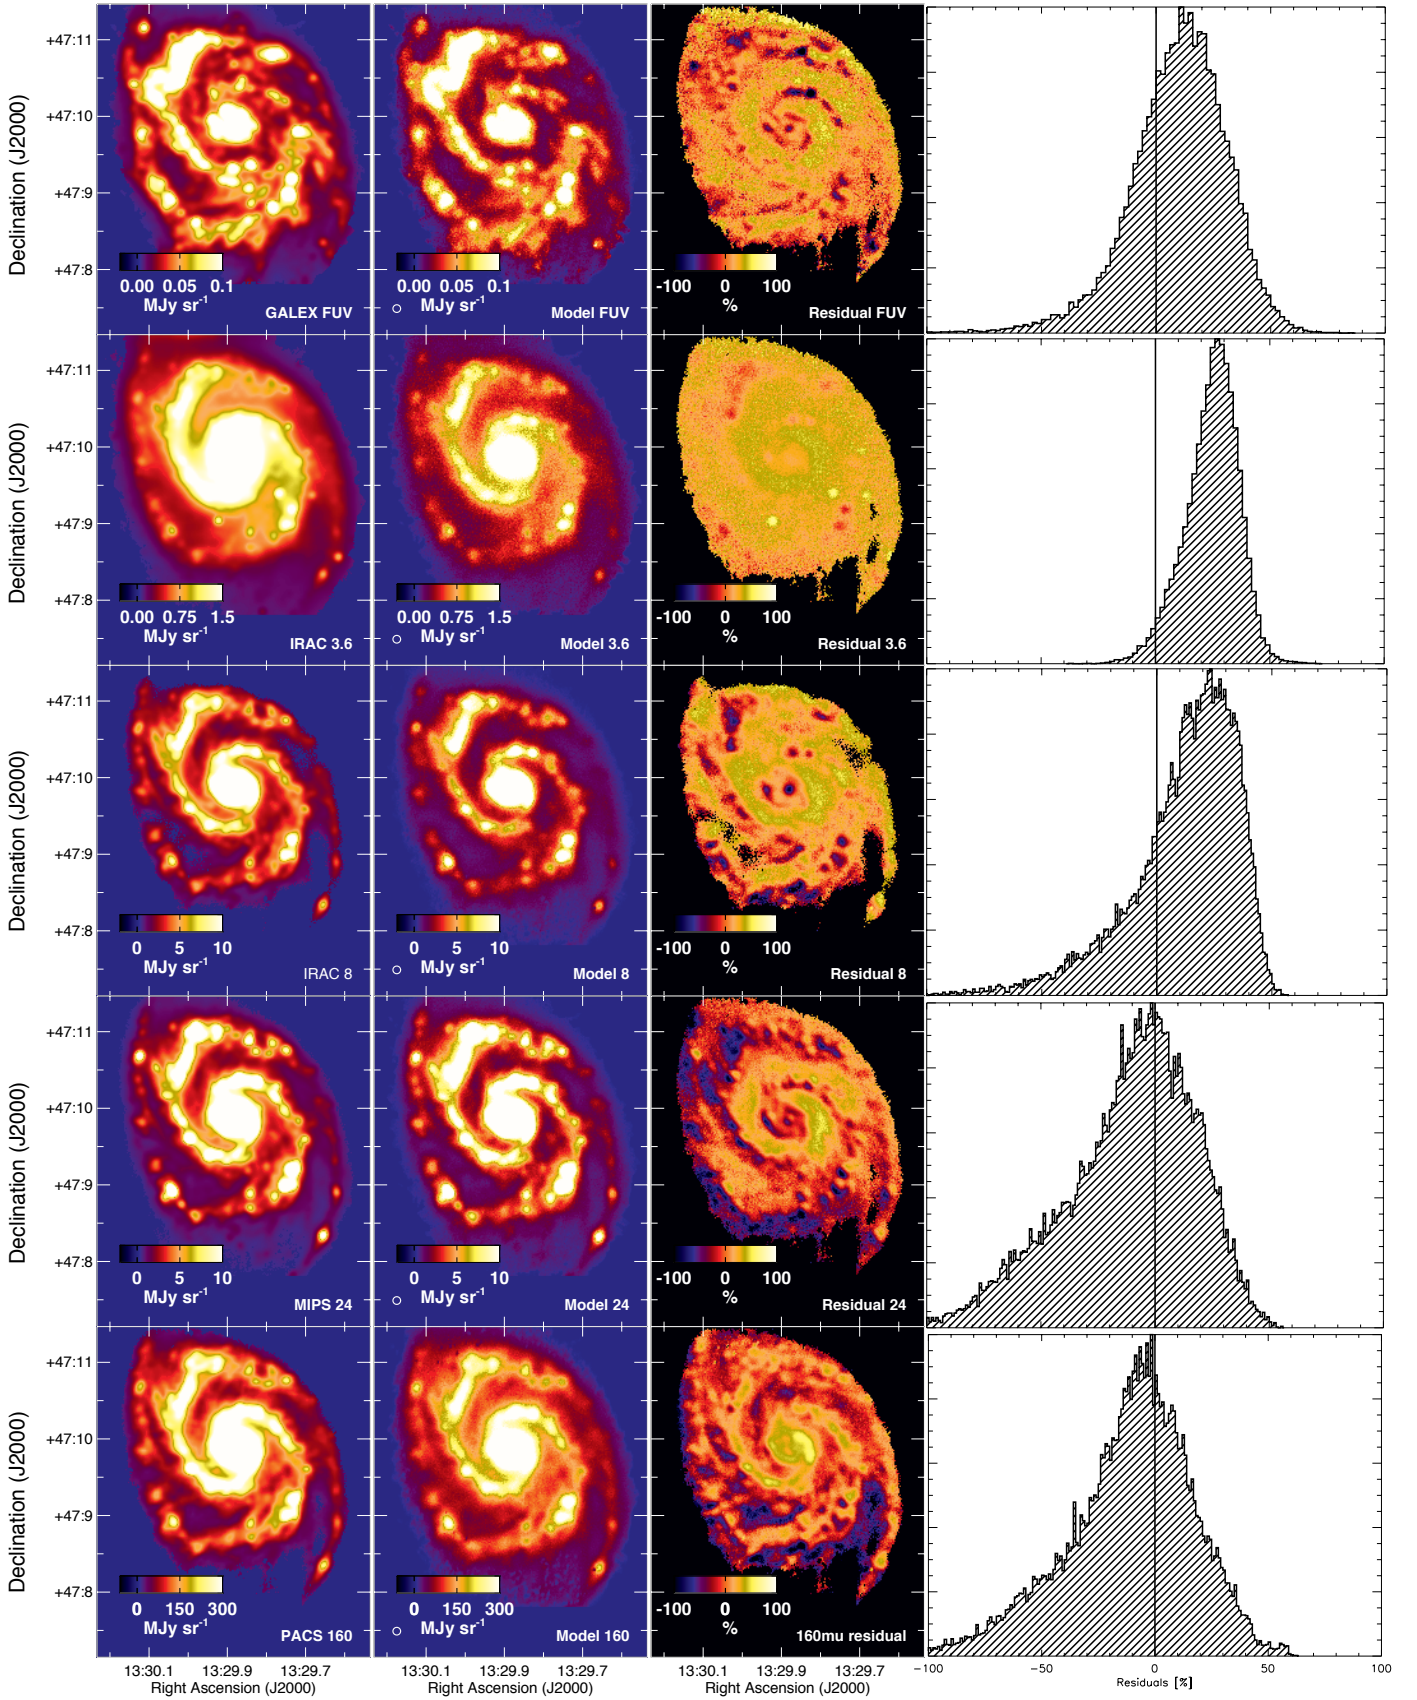 +47:11
+47:10
+47:9
+47:8
Declination (J2000)
0.00 0.05 0.1
MJy sr-1
GALEX FUV
0.00 0.05 0.1
MJy sr-1
Model FUV
-100 0 100
%
Residual FUV
+47:11
+47:10
+47:9
+47:8
Declination (J2000)
0.00 0.75 1.5
MJy sr-1
IRAC 3.6
0.00 0.75 1.5
MJy sr-1
Model 3.6
-100 0 100
%
Residual 3.6
+47:11
+47:10
+47:9
+47:8
Declination (J2000)
0 5 10
MJy sr-1
IRAC 8
0 5 10
MJy sr-1
Model 8
-100 0 100
%
Residual 8
+47:11
+47:10
+47:9
+47:8
Declination (J2000)
0 5 10
MJy sr-1
MIPS 24
0 5 10
MJy sr-1
Model 24
-100 0 100
%
Residual 24
+47:11
+47:10
+47:9
+47:8
Declination (J2000)
0 150 300
MJy sr-1
PACS 160
0 150 300
MJy sr-1
Model 160
-100 0 100
%
160mu residual
13:30.1 13:29.9 13:29.7
Right Ascension (J2000)
13:30.1 13:29.9 13:29.7
Right Ascension (J2000)
13:30.1 13:29.9 13:29.7
Right Ascension (J2000)
-100 -50 0 50 100
Residuals [%]